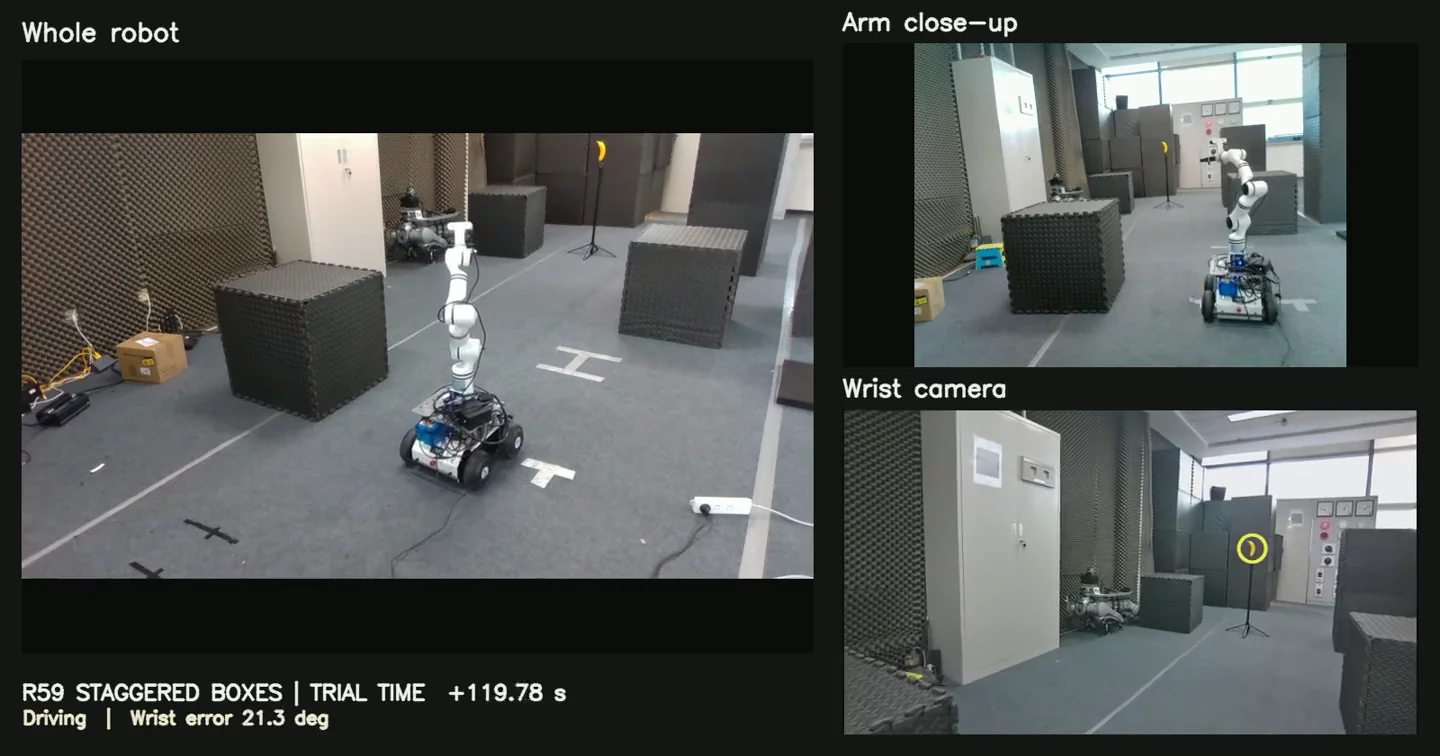 Whole robot
Arm close-up
Wrist camera
R59 STAGGERED BOXES | TRIAL TIME +119.78 s
Driving | Wrist error 21.3 deg